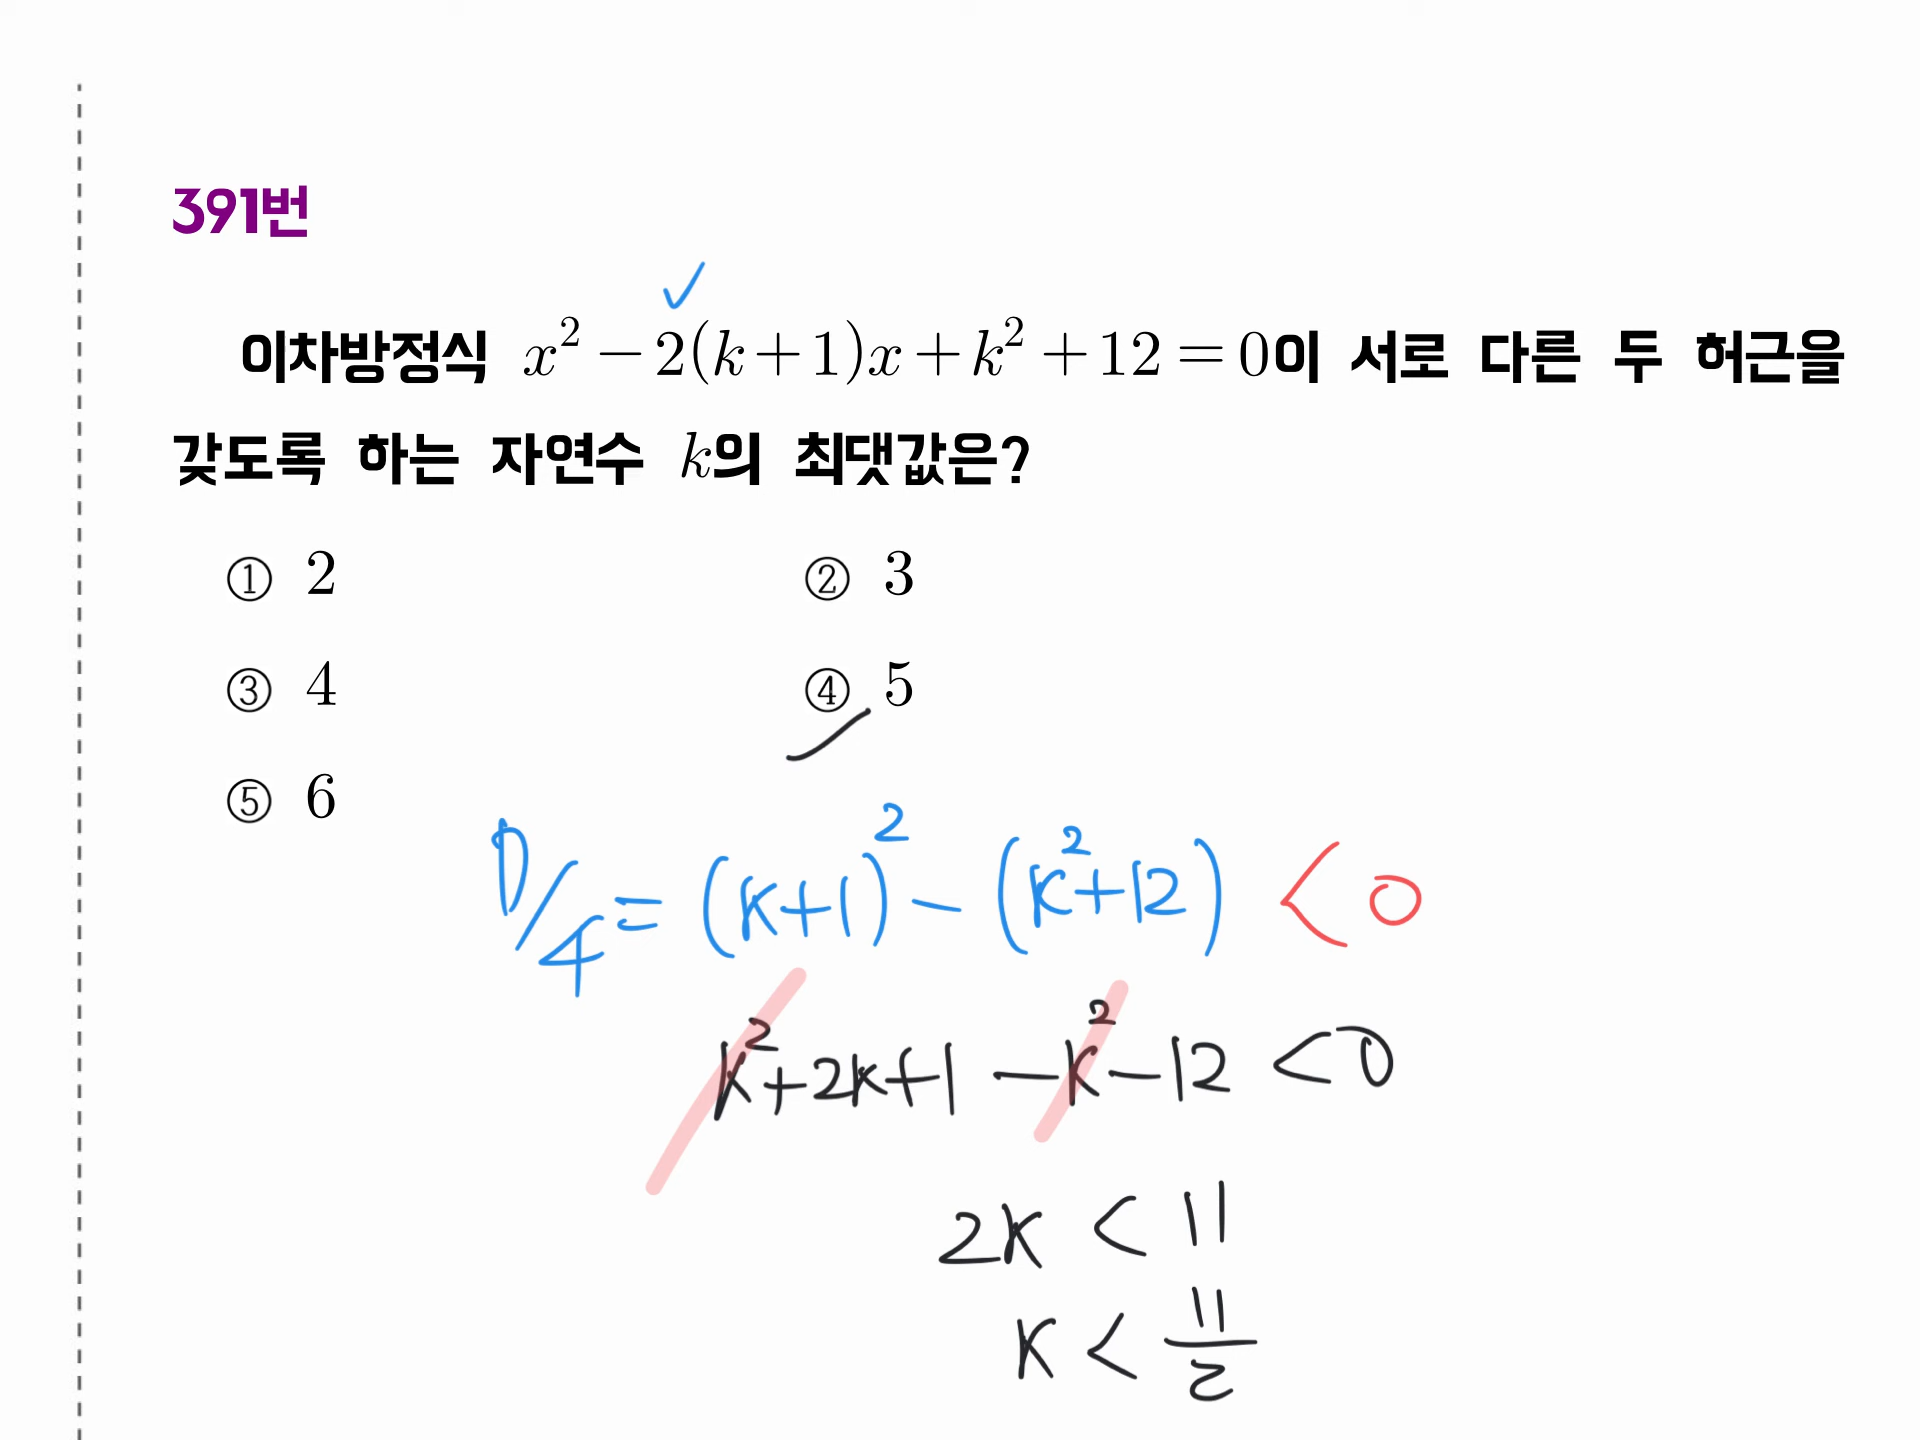 391번
이차방정식 x² − 2(k+1)x + k² + 12 = 0이 서로 다른 두 허근을
갖도록 하는 자연수 k의 최댓값은?
① 2 ② 3
③ 4 ④ 5
⑤ 6
D/4 = (k+1)² − (k²+12) < 0
k²+2k+1 − k² − 12 < 0
2k < 11
k < 11/2